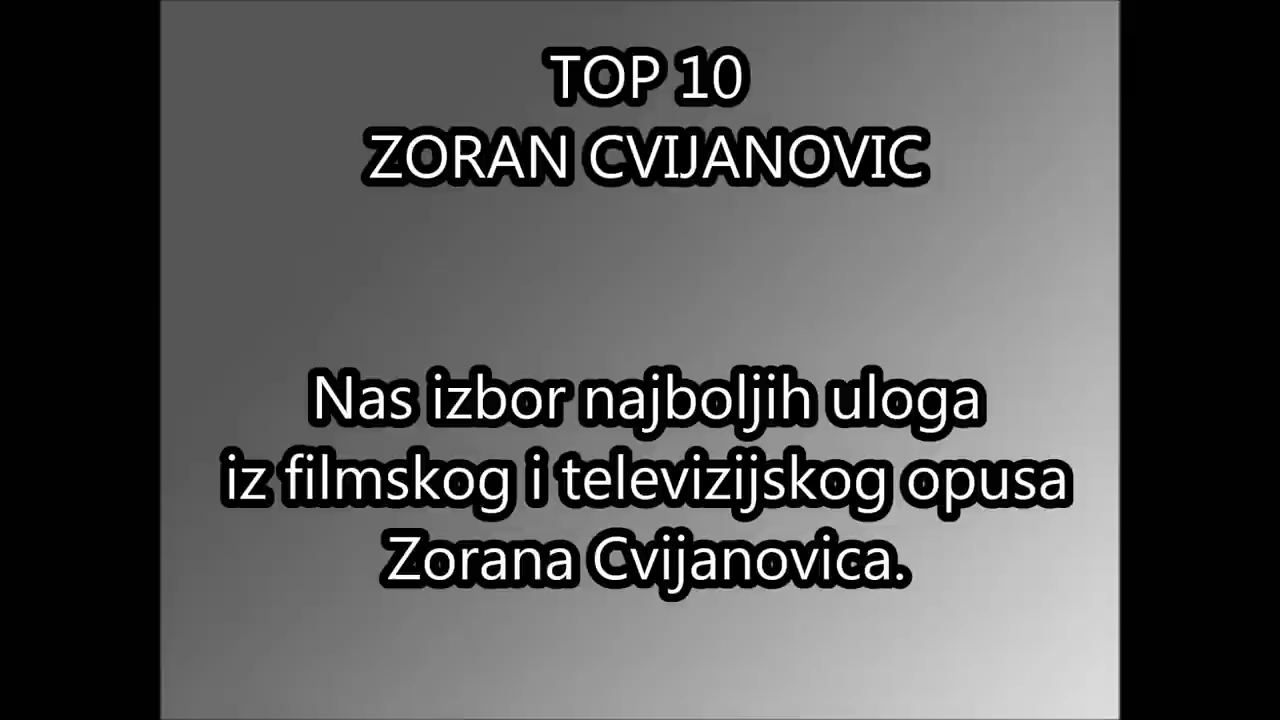 TOP 10
ZORAN CVIJANOVIC
Nas izbor najboljih uloga
iz filmskog i televizijskog opusa
Zorana Cvijanovica.